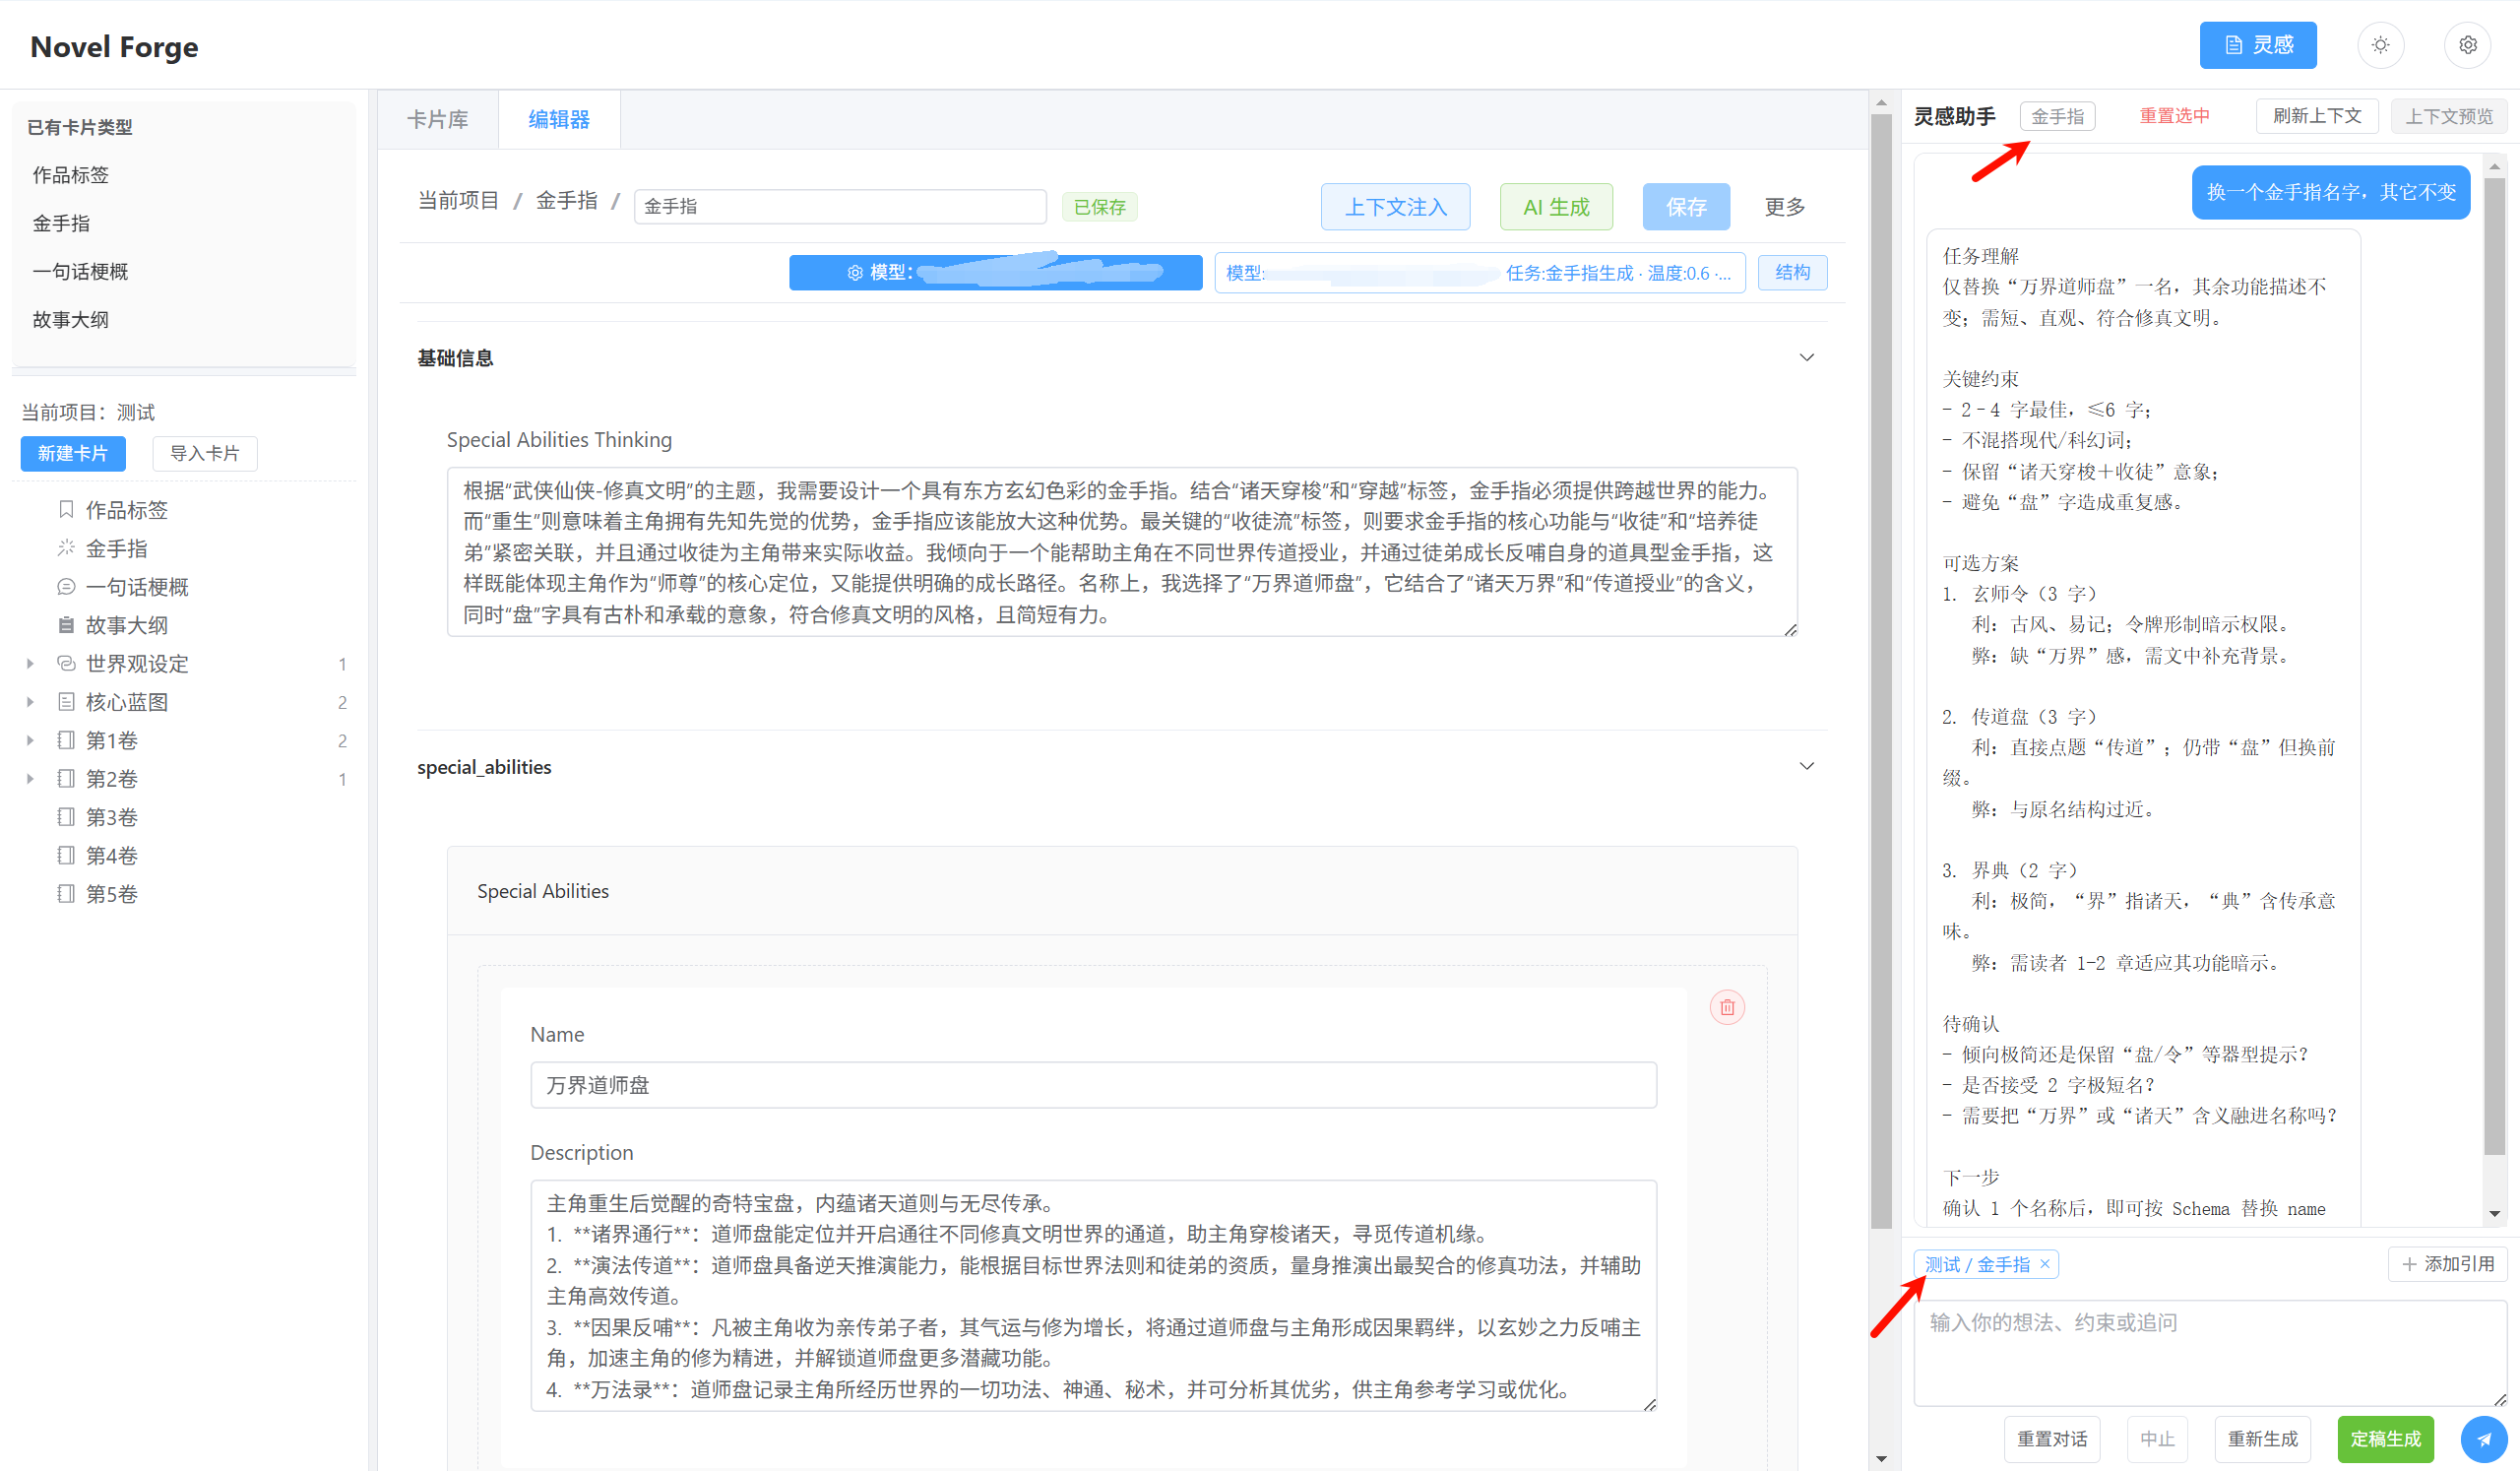 Novel Forge
灵感
已有卡片类型
作品标签
金手指
一句话梗概
故事大纲
当前项目：测试
新建卡片
导入卡片
作品标签
金手指
一句话梗概
故事大纲
世界观设定 1
核心蓝图 2
第1卷 2
第2卷 1
第3卷
第4卷
第5卷
卡片库
编辑器
当前项目 / 金手指 / 金手指 已保存
上下文注入
AI 生成
保存
更多
模型：
模型: 任务:金手指生成 · 温度:0.6 ·...
结构
基础信息
Special Abilities Thinking
根据“武侠仙侠-修真文明”的主题，我需要设计一个具有东方玄幻色彩的金手指。结合“诸天穿梭”和“穿越”标签，金手指必须提供跨越世界的能力。
而“重生”则意味着主角拥有先知先觉的优势，金手指应该能放大这种优势。最关键的“收徒流”标签，则要求金手指的核心功能与“收徒”和“培养徒
弟”紧密关联，并且通过收徒为主角带来实际收益。我倾向于一个能帮助主角在不同世界传道授业，并通过徒弟成长反哺自身的道具型金手指，这
样既能体现主角作为“师尊”的核心定位，又能提供明确的成长路径。名称上，我选择了“万界道师盘”，它结合了“诸天万界”和“传道授业”的含义，
同时“盘”字具有古朴和承载的意象，符合修真文明的风格，且简短有力。
special_abilities
Special Abilities
Name
万界道师盘
Description
主角重生后觉醒的奇特宝盘，内蕴诸天道则与无尽传承。
1. **诸界通行**：道师盘能定位并开启通往不同修真文明世界的通道，助主角穿梭诸天，寻觅传道机缘。
2. **演法传道**：道师盘具备逆天推演能力，能根据目标世界法则和徒弟的资质，量身推演出最契合的修真功法，并辅助
主角高效传道。
3. **因果反哺**：凡被主角收为亲传弟子者，其气运与修为增长，将通过道师盘与主角形成因果羁绊，以玄妙之力反哺主
角，加速主角的修为精进，并解锁道师盘更多潜藏功能。
4. **万法录**：道师盘记录主角所经历世界的一切功法、神通、秘术，并可分析其优劣，供主角参考学习或优化。
灵感助手
金手指
重置选中
刷新上下文
上下文预览
换一个金手指名字，其它不变
任务理解
仅替换“万界道师盘”一名，其余功能描述不
变；需短、直观、符合修真文明。
关键约束
- 2–4 字最佳，≤6 字；
- 不混搭现代/科幻词；
- 保留“诸天穿梭＋收徒”意象；
- 避免“盘”字造成重复感。
可选方案
1. 玄师令（3 字）
利：古风、易记；令牌形制暗示权限。
弊：缺“万界”感，需文中补充背景。
2. 传道盘（3 字）
利：直接点题“传道”；仍带“盘”但换前
缀。
弊：与原名结构过近。
3. 界典（2 字）
利：极简，“界”指诸天，“典”含传承意
味。
弊：需读者 1-2 章适应其功能暗示。
待确认
- 倾向极简还是保留“盘/令”等器型提示？
- 是否接受 2 字极短名？
- 需要把“万界”或“诸天”含义融进名称吗？
下一步
确认 1 个名称后，即可按 Schema 替换 name
测试 / 金手指 ×
添加引用
输入你的想法、约束或追问
重置对话
中止
重新生成
定稿生成